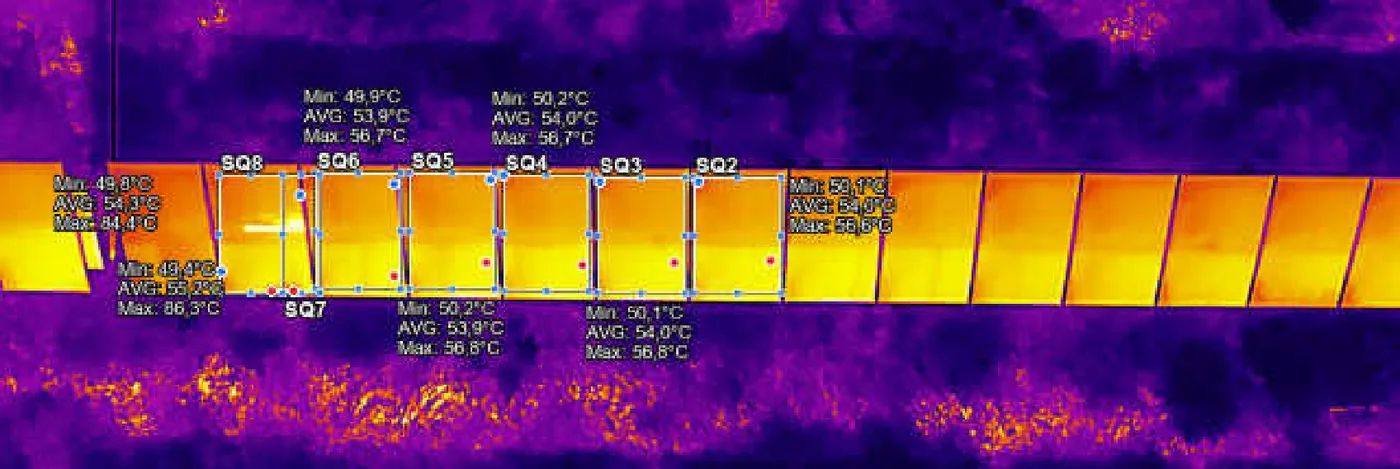 Min: 49,9°C
AVG: 53,9°C
Max: 56,7°C
Min: 50,2°C
AVG: 54,0°C
Max: 56,7°C
SQ8
SQ6
SQ5
SQ4
SQ3
SQ2
Min: 49,8°C
AVG: 54,3°C
Max: 84,4°C
Min: 50,1°C
AVG: 54,0°C
Max: 56,6°C
Min: 49,4°C
AVG: 55,2°C
Max: 86,3°C
SQ7
Min: 50,2°C
AVG: 53,9°C
Max: 56,8°C
Min: 50,1°C
AVG: 54,0°C
Max: 56,8°C